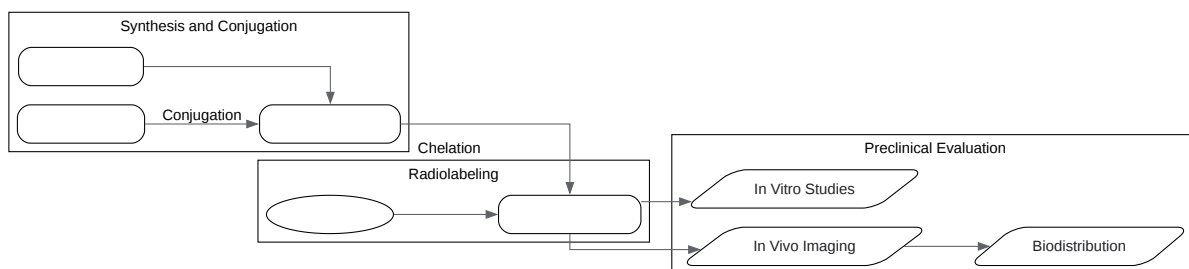 Synthesis and Conjugation
Conjugation
Chelation
Radiolabeling
Preclinical Evaluation
In Vitro Studies
In Vivo Imaging
Biodistribution